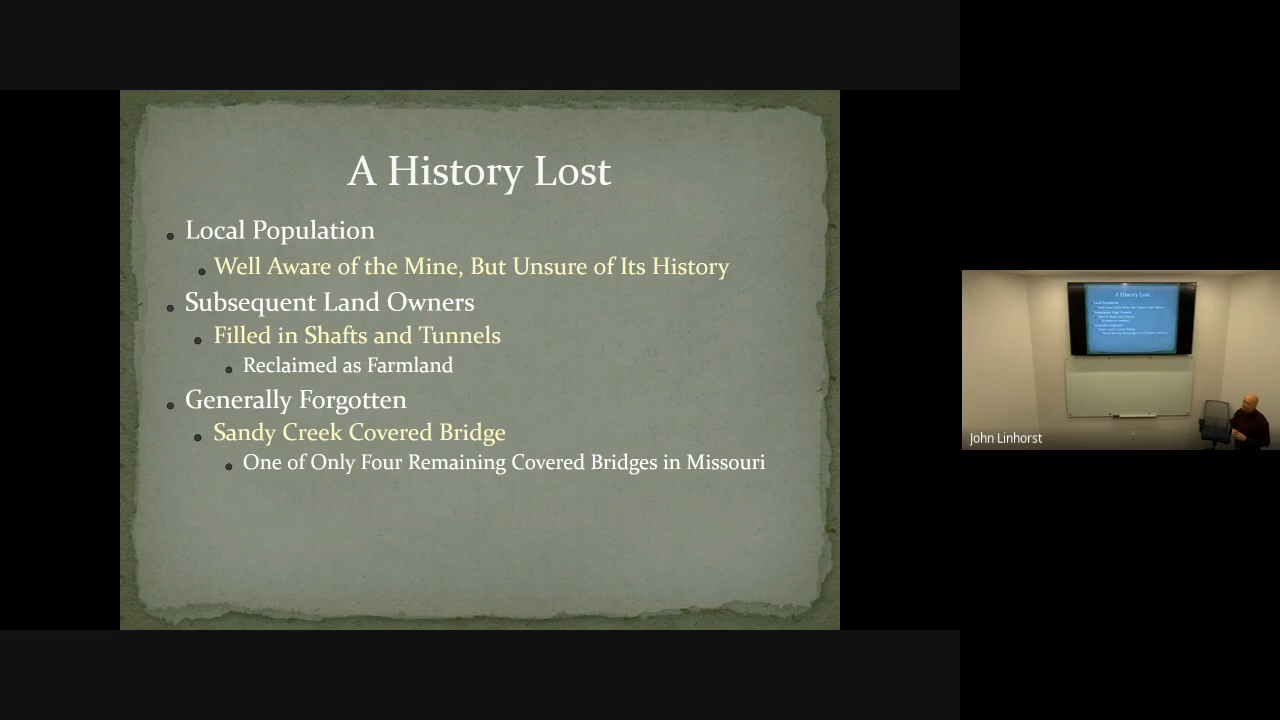 A History Lost
Local Population
Well Aware of the Mine, But Unsure of Its History
Subsequent Land Owners
Filled in Shafts and Tunnels
Reclaimed as Farmland
Generally Forgotten
Sandy Creek Covered Bridge
One of Only Four Remaining Covered Bridges in Missouri
A History Lost
John Linhorst